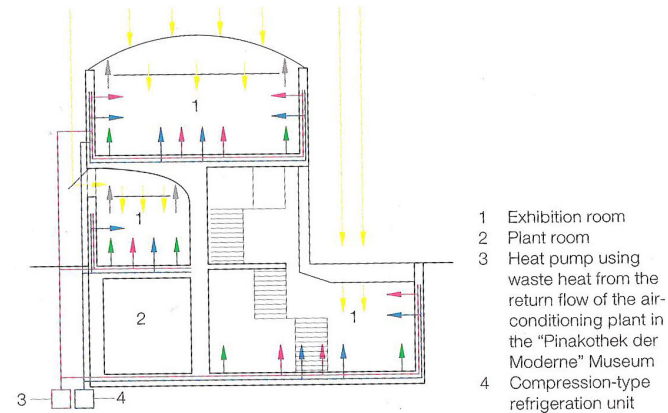 1
1
2
1
3
4
1 Exhibition room
2 Plant room
3 Heat pump using
waste heat from the
return flow of the air-
conditioning plant in
the “Pinakothek der
Moderne” Museum
4 Compression-type
refrigeration unit